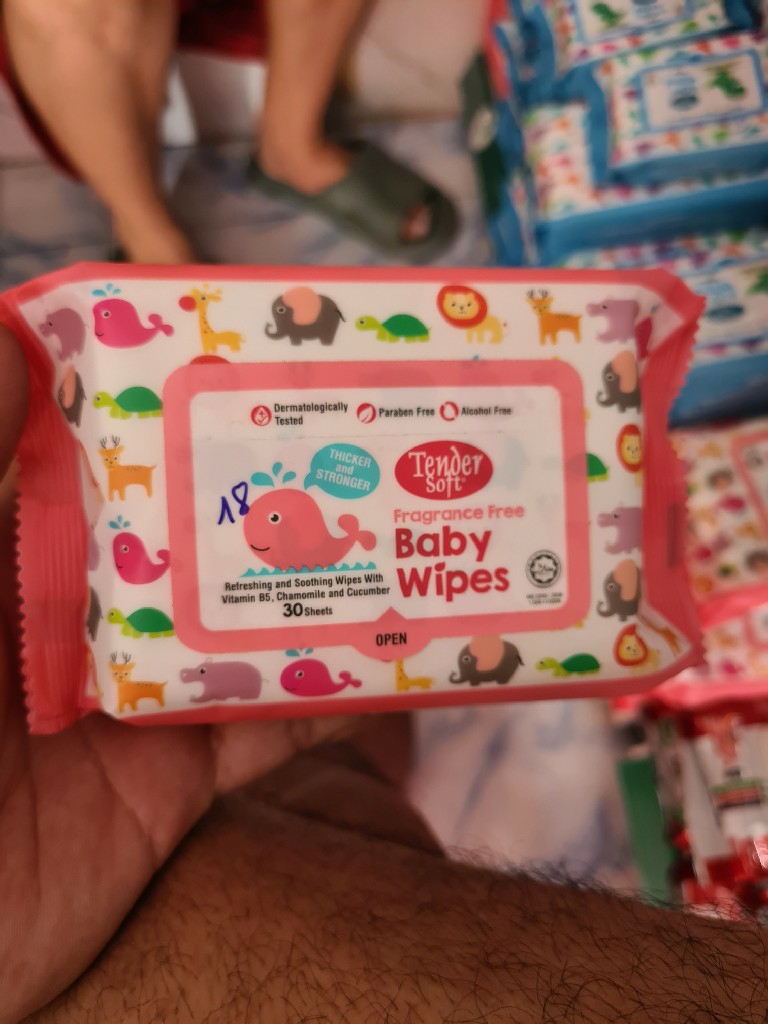 Dermatologically
Tested
Paraben Free
Alcohol Free
THICKER
and
STRONGER
18
Tender
Soft
Fragrance Free
Baby
Wipes
Refreshing and Soothing Wipes With
Vitamin B5, Chamomile and Cucumber
30 Sheets
OPEN